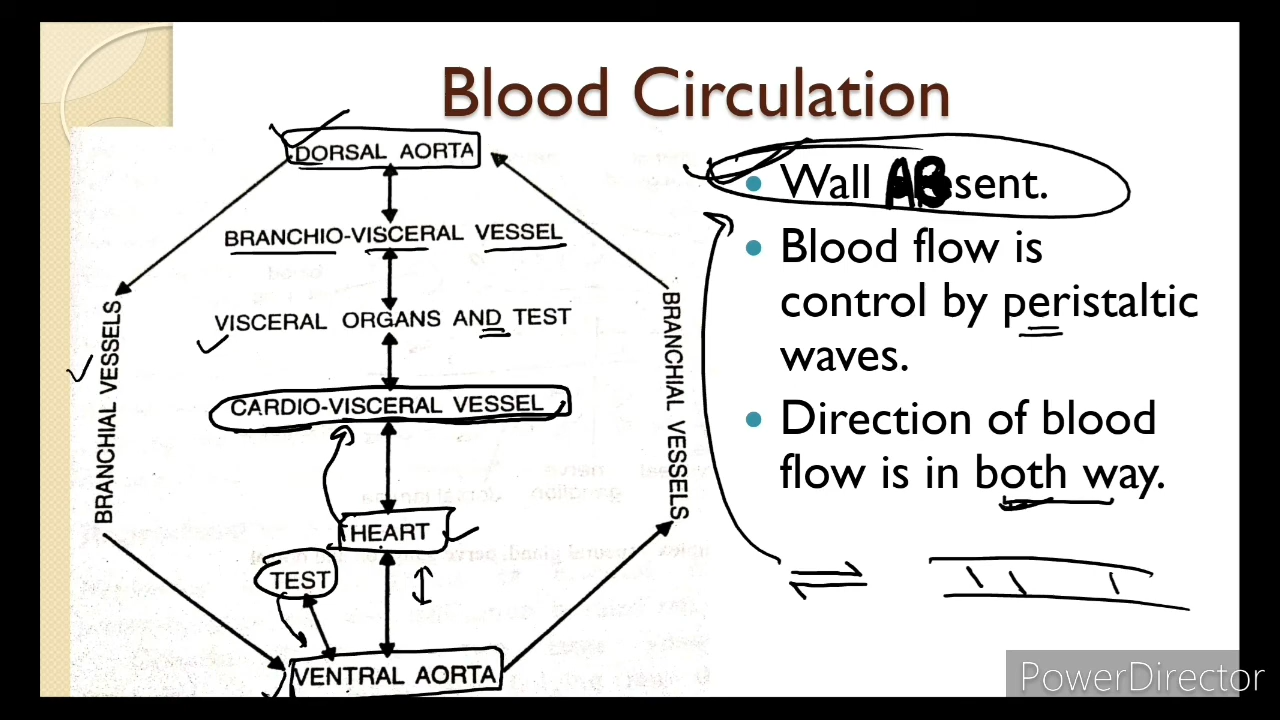 Blood Circulation
DORSAL AORTA
BRANCHIO-VISCERAL VESSEL
VISCERAL ORGANS AND TEST
CARDIO-VISCERAL VESSEL
HEART
TEST
VENTRAL AORTA
BRANCHIAL VESSELS
BRANCHIAL VESSELS
• Wall ABsent.
• Blood flow is
control by peristaltic
waves.
• Direction of blood
flow is in both way.
PowerDirector